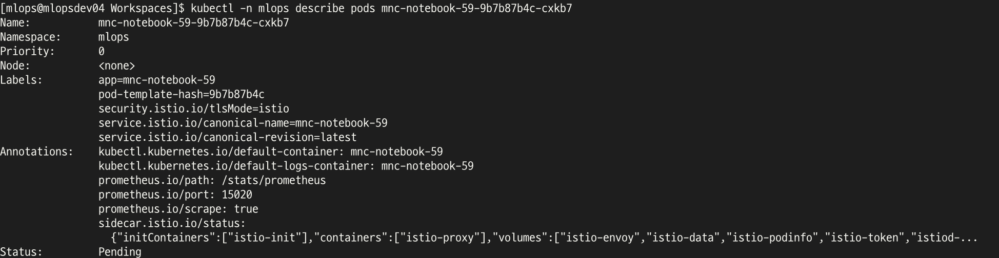 [mlops@mlopsdev04 Workspaces]$ kubectl -n mlops describe pods mnc-notebook-59-9b7b87b4c-cxkb7
Name:           mnc-notebook-59-9b7b87b4c-cxkb7
Namespace:      mlops
Priority:       0
Node:           <none>
Labels:         app=mnc-notebook-59
                pod-template-hash=9b7b87b4c
                security.istio.io/tlsMode=istio
                service.istio.io/canonical-name=mnc-notebook-59
                service.istio.io/canonical-revision=latest
Annotations:    kubectl.kubernetes.io/default-container: mnc-notebook-59
                kubectl.kubernetes.io/default-logs-container: mnc-notebook-59
                prometheus.io/path: /stats/prometheus
                prometheus.io/port: 15020
                prometheus.io/scrape: true
                sidecar.istio.io/status:
                  {"initContainers":["istio-init"],"containers":["istio-proxy"],"volumes":["istio-envoy","istio-data","istio-podinfo","istio-token","istiod-...
Status:         Pending